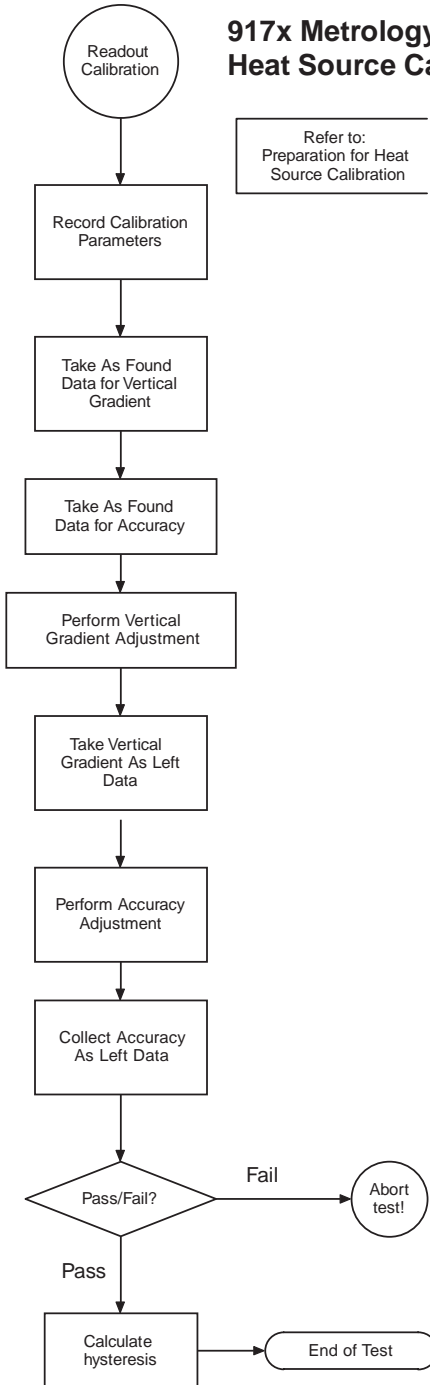 917x Metrology
Heat Source Ca
Readout
Calibration
Refer to:
Preparation for Heat
Source Calibration
Record Calibration
Parameters
Take As Found
Data for Vertical
Gradient
Take As Found
Data for Accuracy
Perform Vertical
Gradient Adjustment
Take Vertical
Gradient As Left
Data
Perform Accuracy
Adjustment
Collect Accuracy
As Left Data
Pass/Fail?
Fail
Abort
test!
Pass
Calculate
hysteresis
End of Test